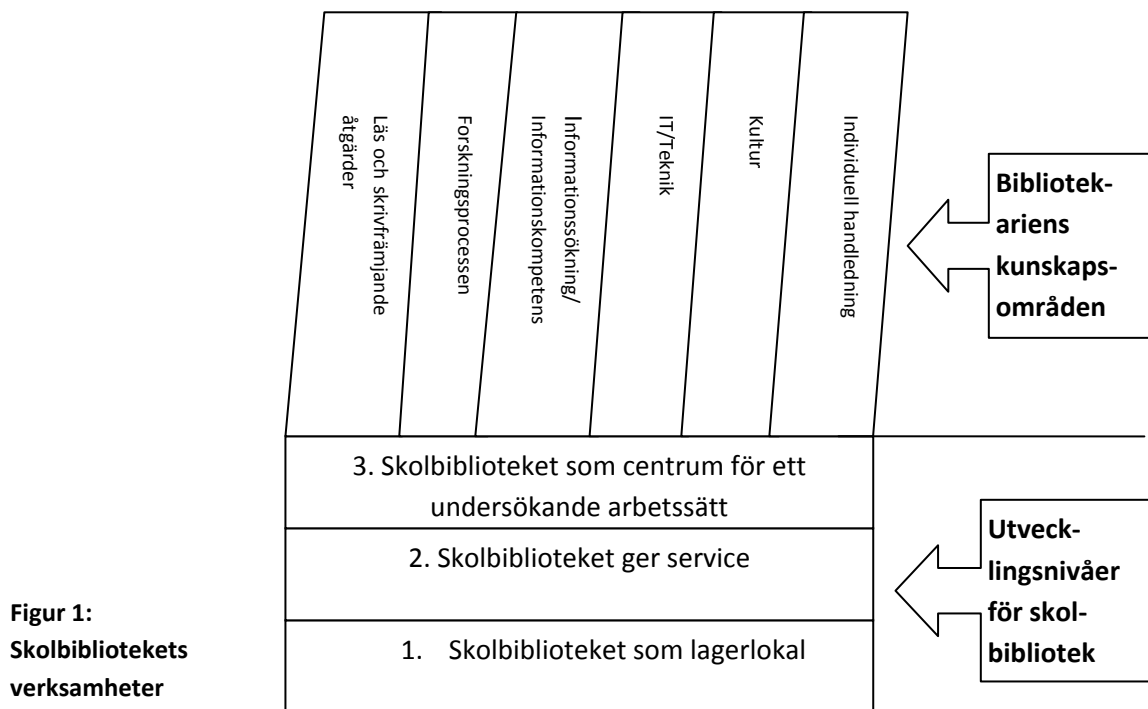 Läs och skrivfrämjande
åtgärder
Forskningsprocessen
Informationssökning/
Informationskompetens
IT/Teknik
Kultur
Individuell handledning
Bibliotek-
ariens
kunskaps-
områden
3. Skolbiblioteket som centrum för ett
undersökande arbetssätt
2. Skolbiblioteket ger service
1. Skolbiblioteket som lagerlokal
Utveck-
lingsnivåer
för skol-
bibliotek
Figur 1:
Skolbibliotekets
verksamheter